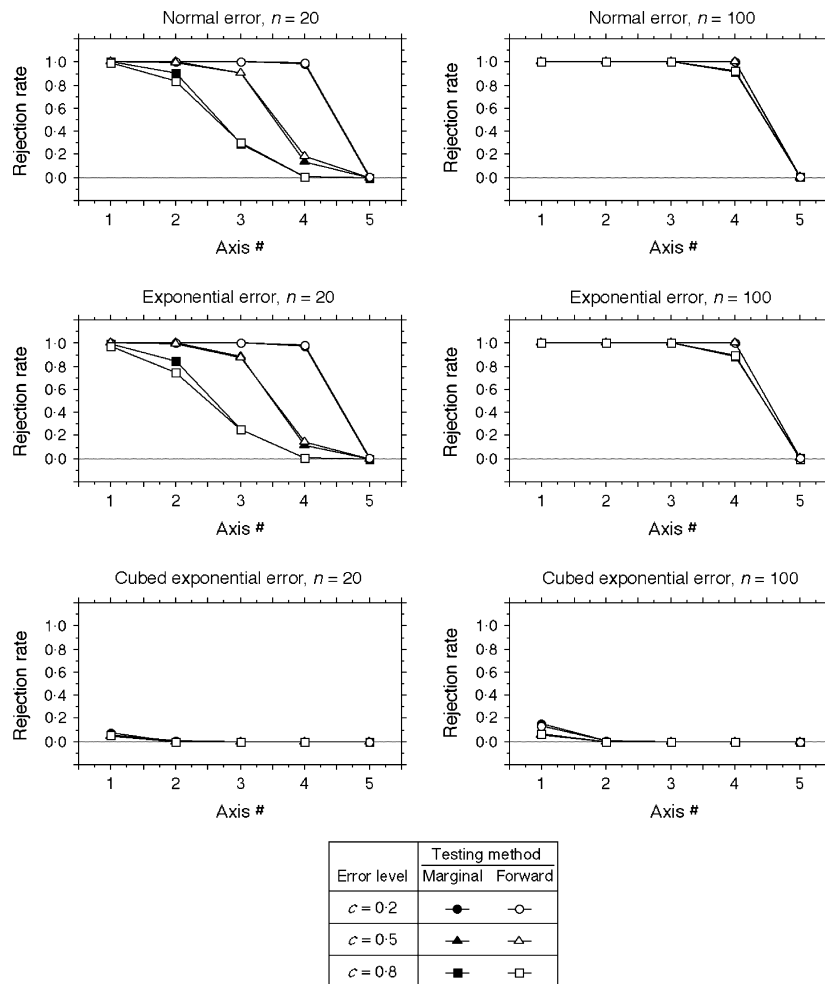 Normal error, n = 20
Normal error, n = 100
Rejection rate
1·0
0·8
0·6
0·4
0·2
0·0
1 2 3 4 5
Axis #
Rejection rate
1·0
0·8
0·6
0·4
0·2
0·0
1 2 3 4 5
Axis #
Exponential error, n = 20
Exponential error, n = 100
Rejection rate
1·0
0·8
0·6
0·4
0·2
0·0
1 2 3 4 5
Axis #
Rejection rate
1·0
0·8
0·6
0·4
0·2
0·0
1 2 3 4 5
Axis #
Cubed exponential error, n = 20
Cubed exponential error, n = 100
Rejection rate
1·0
0·8
0·6
0·4
0·2
0·0
1 2 3 4 5
Axis #
Rejection rate
1·0
0·8
0·6
0·4
0·2
0·0
1 2 3 4 5
Axis #
Testing method
Error level Marginal Forward
c = 0·2
c = 0·5
c = 0·8